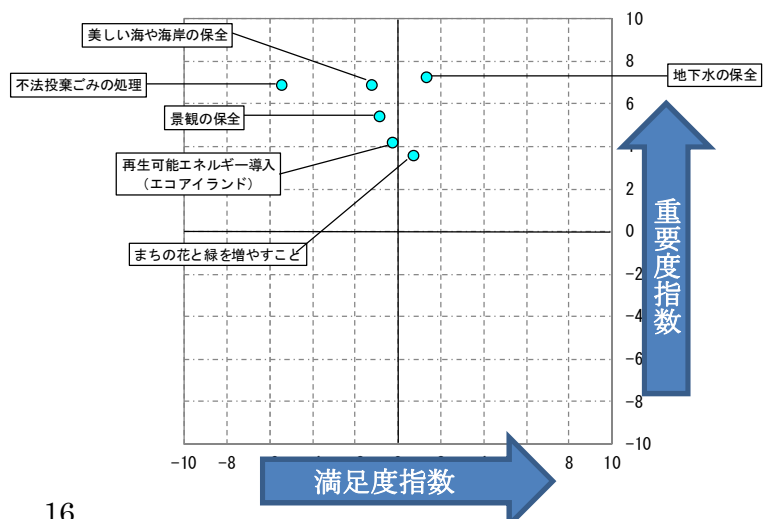 美しい海や海岸の保全
不法投棄ごみの処理
地下水の保全
景観の保全
再生可能エネルギー導入
（エコアイランド）
まちの花と緑を増やすこと
10
8
6
2
0
-2
-4
-6
-8
-10
重要度指数
-10
-8
8
10
満足度指数
16